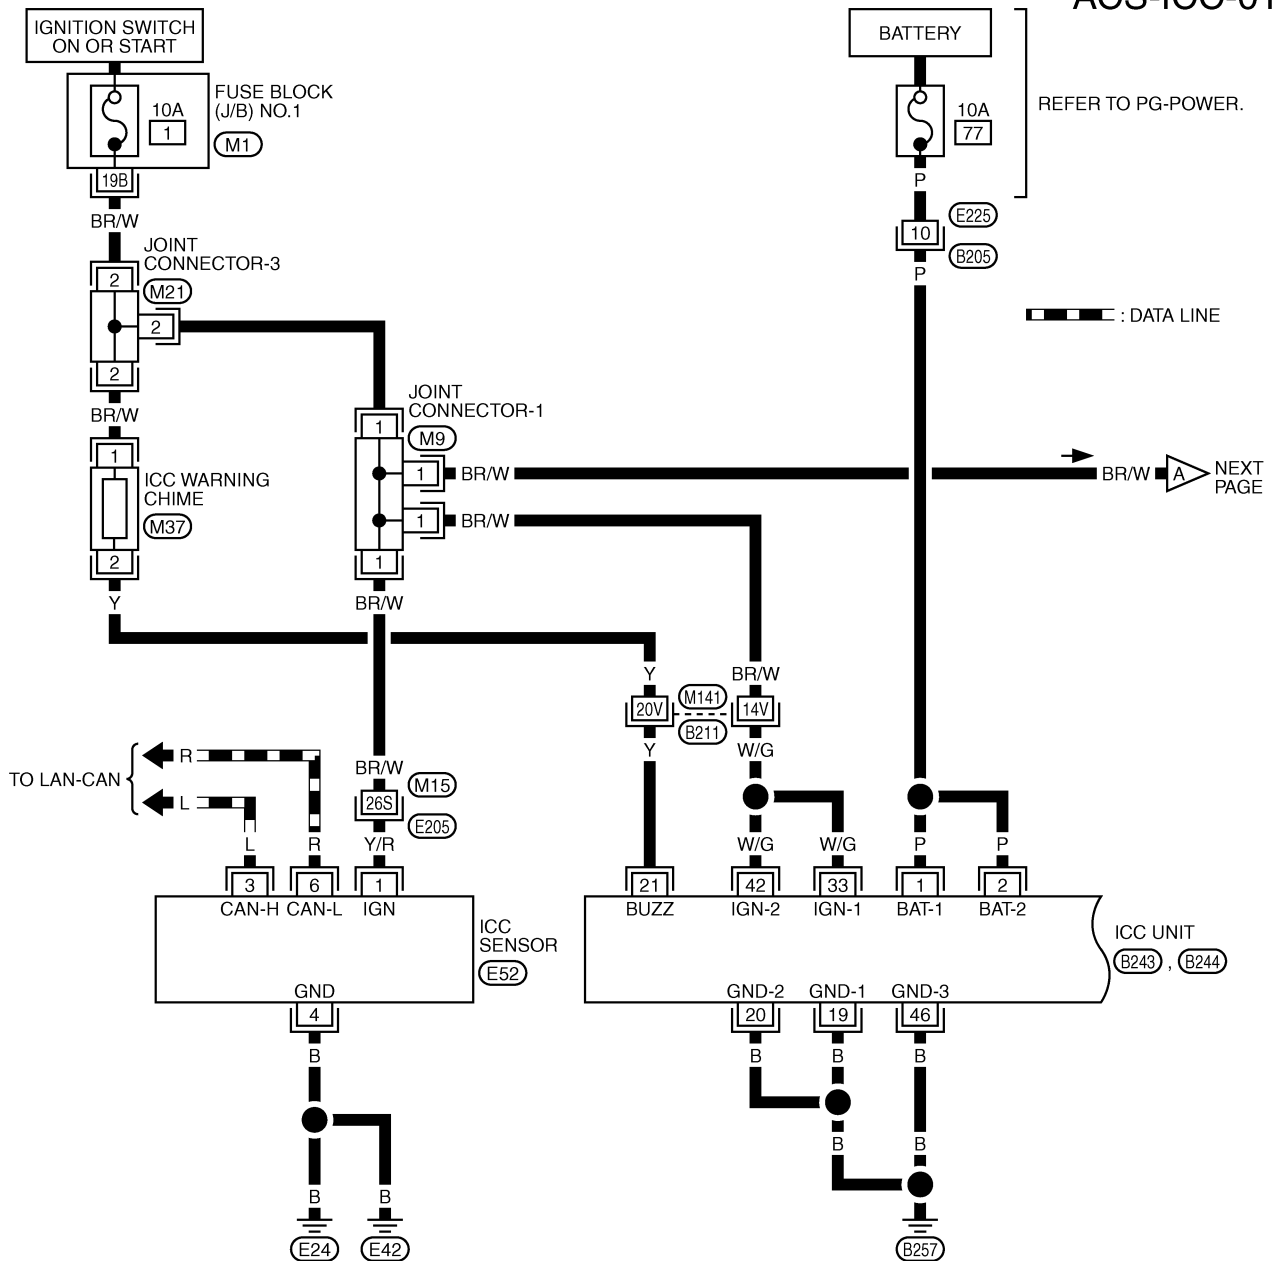 ACS-ICC-01
IGNITION SWITCH
ON OR START
BATTERY
FUSE BLOCK
(J/B) NO.1
10A
1
M1
10A
77
REFER TO PG-POWER.
19B
P
BR/W
E225
10
B205
P
JOINT
CONNECTOR-3
2
M21
2
: DATA LINE
2
BR/W
JOINT
CONNECTOR-1
1
M9
1
ICC WARNING
CHIME
M37
2
1
BR/W
1
BR/W
BR/W
A
NEXT
PAGE
1
Y
BR/W
Y
BR/W
20V
M141
B211
14V
Y
W/G
TO LAN-CAN
R
L
BR/W
M15
26S
E205
L
R
Y/R
W/G
W/G
P
P
3
6
1
21
42
33
1
2
CAN-H
CAN-L
IGN
BUZZ
IGN-2
IGN-1
BAT-1
BAT-2
ICC
SENSOR
E52
ICC UNIT
B243 , B244
GND
GND-2
GND-1
GND-3
4
20
19
46
B
B
B
B
B
B
B
B
E24
E42
B257